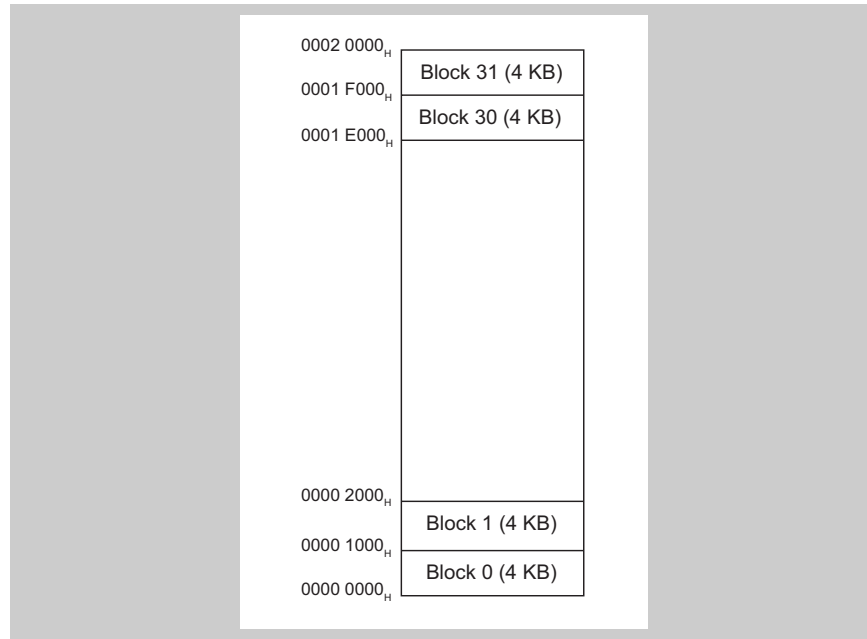 0002 0000H
Block 31 (4 KB)
0001 F000H
Block 30 (4 KB)
0001 E000H
0000 2000H
Block 1 (4 KB)
0000 1000H
Block 0 (4 KB)
0000 0000H